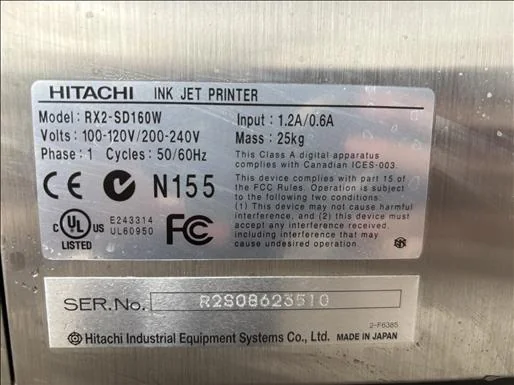 HITACHI INK JET PRINTER
Model: RX2-SD160W Input : 1.2A/0.6A
Volts: 100-120V/200-240V Mass : 25kg
Phase: 1 Cycles: 50/60Hz
This Class A digital apparatus
complies with Canadian ICES-003.
This device complies with part 15 of
the FCC Rules. Operation is subject to
the following two conditions:
(1) This device may not cause harmful
interference, and (2) this device must
accept any interference received,
including interference that may
cause undesired operation.
CE N155
C UL US LISTED
E243314
UL60950
FC
SER.No. R2S08623510
2-F6385
Hitachi Industrial Equipment Systems Co., Ltd. MADE IN JAPAN